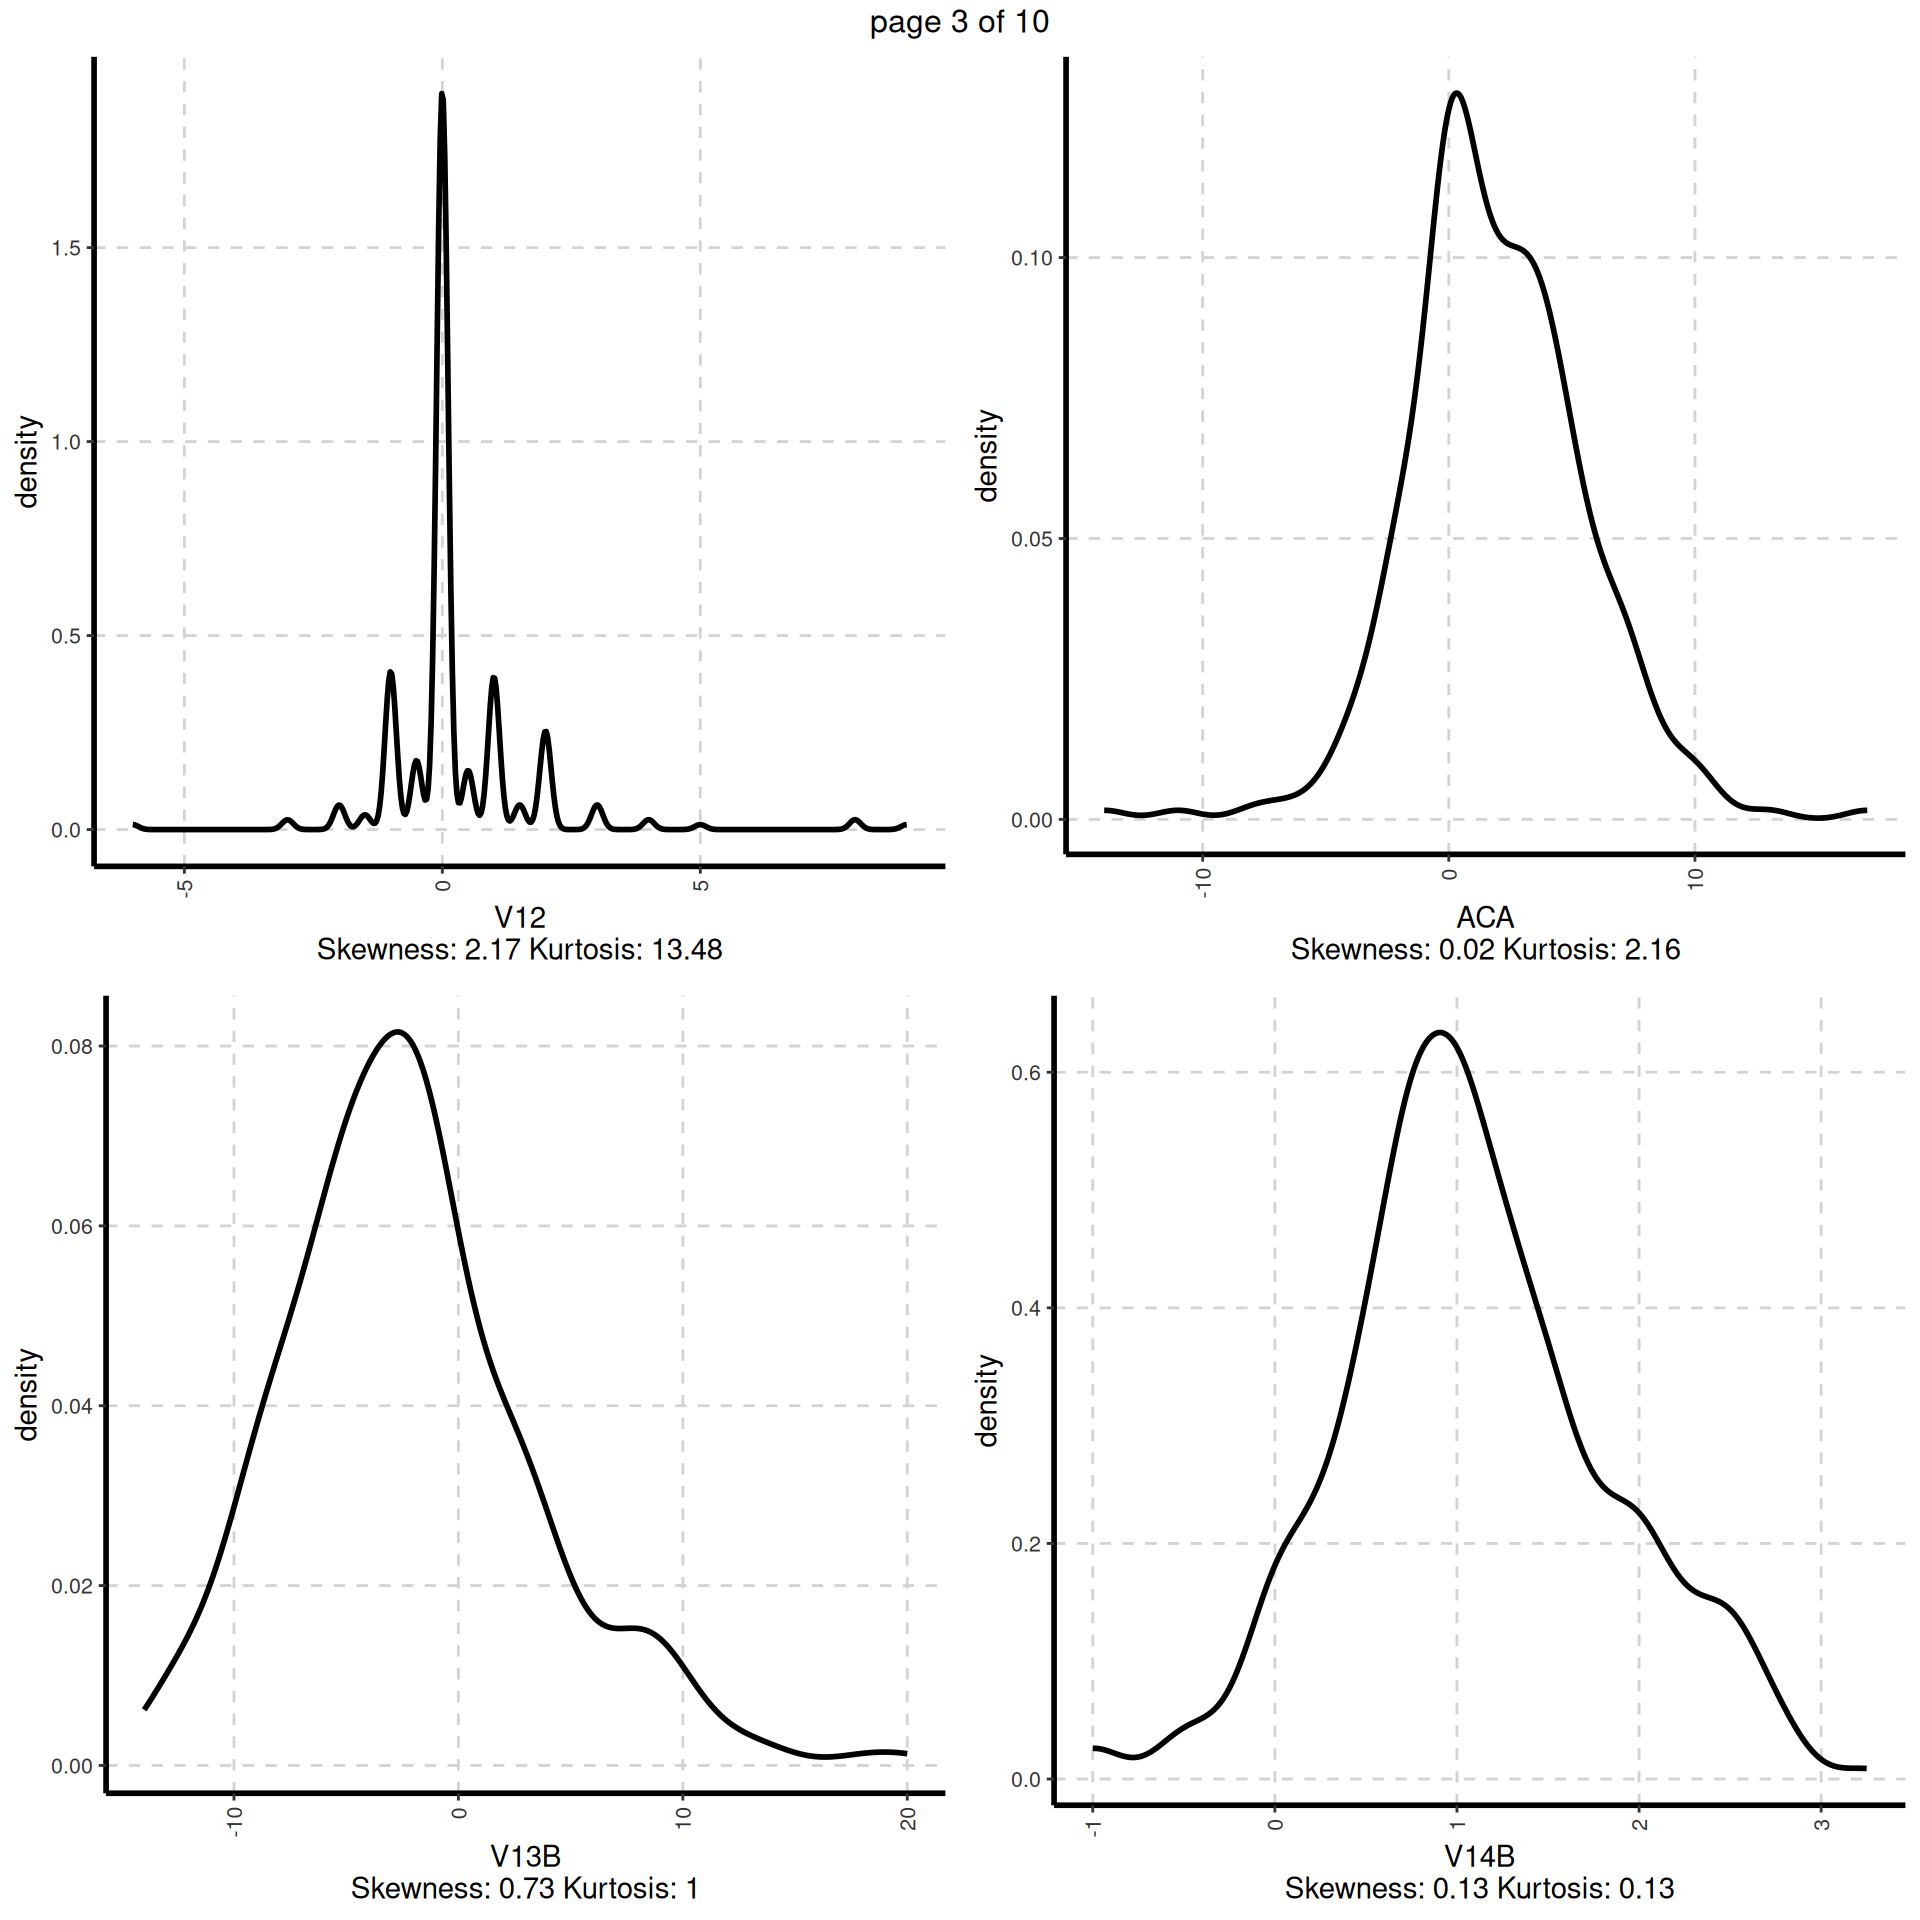 page 3 of 10
density
1.5
1.0
0.5
0.0
-5
0
5
V12
Skewness: 2.17 Kurtosis: 13.48
density
0.10
0.05
0.00
-10
0
10
ACA
Skewness: 0.02 Kurtosis: 2.16
density
0.08
0.06
0.04
0.02
0.00
-10
0
10
20
V13B
Skewness: 0.73 Kurtosis: 1
density
0.6
0.4
0.2
0.0
-1
0
1
2
3
V14B
Skewness: 0.13 Kurtosis: 0.13